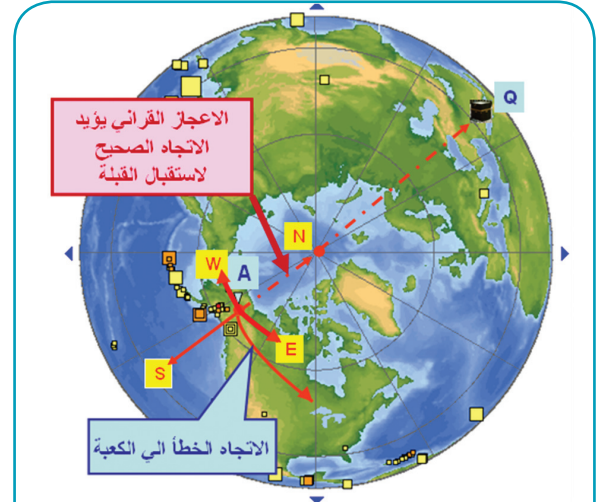 Q
الاعجاز القراني يؤيد
الاتجاه الصحيح
لاستقبال القبلة
N
W
A
E
S
الاتجاه الخطأ الي الكعبة